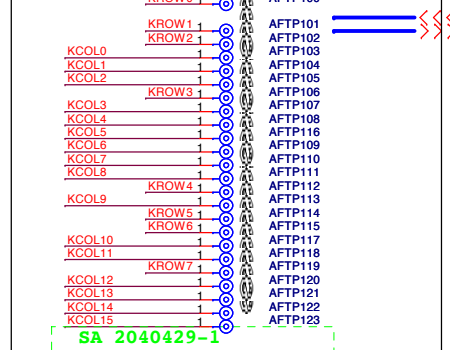 KROW1 1 AFTP101
KROW2 1 AFTP102
KCOL0 1 AFTP103
KCOL1 1 AFTP104
KCOL2 1 AFTP105
KROW3 1 AFTP106
KCOL3 1 AFTP107
KCOL4 1 AFTP108
KCOL5 1 AFTP116
KCOL6 1 AFTP109
KCOL7 1 AFTP110
KCOL8 1 AFTP111
KROW4 1 AFTP112
KCOL9 1 AFTP113
KROW5 1 AFTP114
KROW6 1 AFTP115
KCOL10 1 AFTP117
KCOL11 1 AFTP118
KROW7 1 AFTP119
KCOL12 1 AFTP120
KCOL13 1 AFTP121
KCOL14 1 AFTP122
KCOL15 1 AFTP123
SA 2040429-1